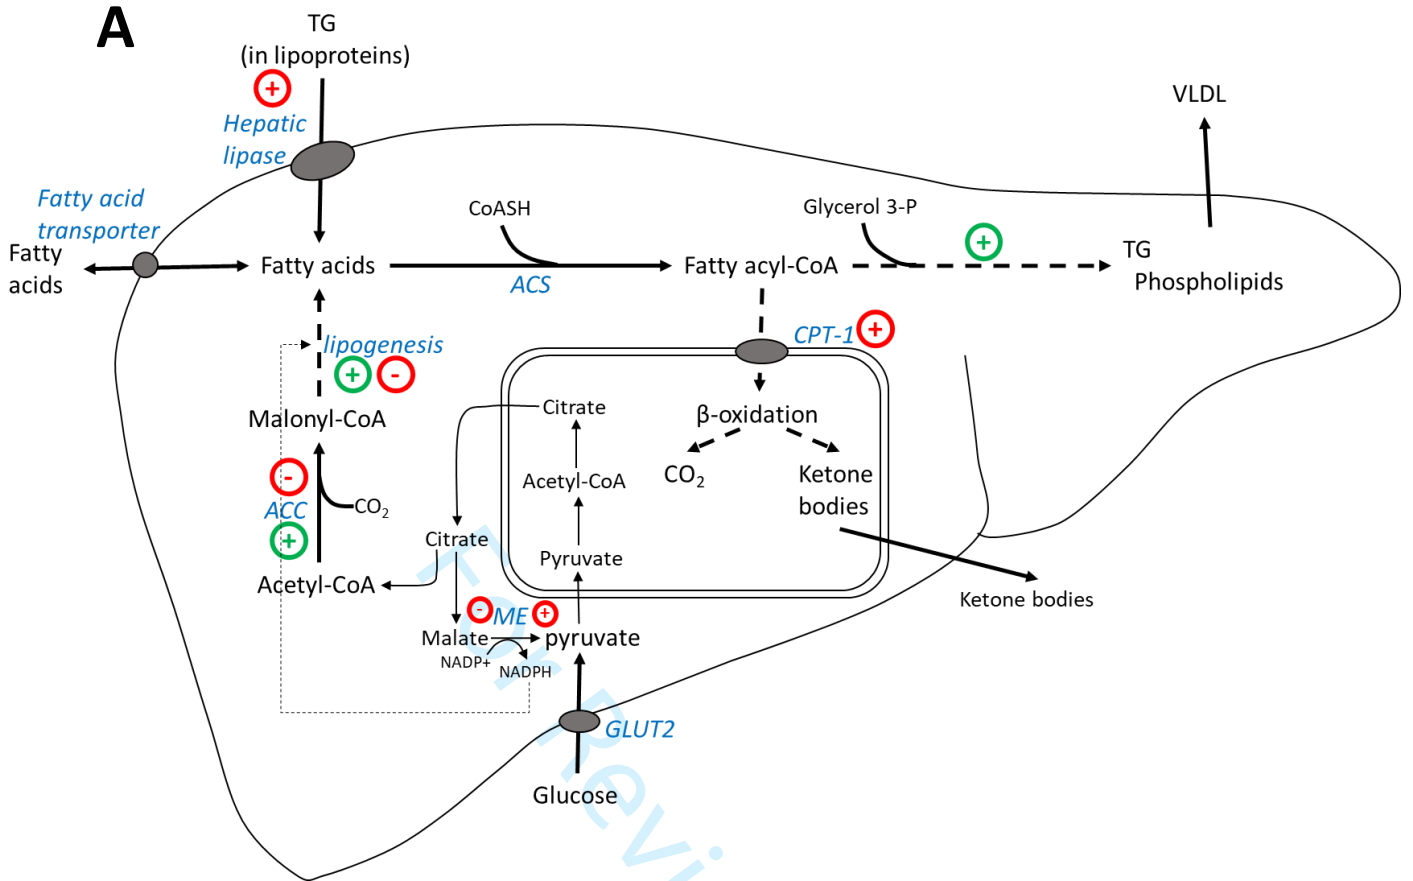 A
TG
(in lipoproteins)
+
Hepatic
lipase
VLDL
Fatty acid
transporter
Fatty
acids
Fatty acids
CoASH
ACS
Fatty acyl-CoA
Glycerol 3-P
+
TG
Phospholipids
lipogenesis
+ -
CPT-1 +
Malonyl-CoA
Citrate
β-oxidation
CO2
Ketone
bodies
-
ACC
+
CO2
Acetyl-CoA
Citrate
Pyruvate
Acetyl-CoA
- ME +
Malate
pyruvate
NADP+
NADPH
Ketone bodies
GLUT2
Glucose
For Revi